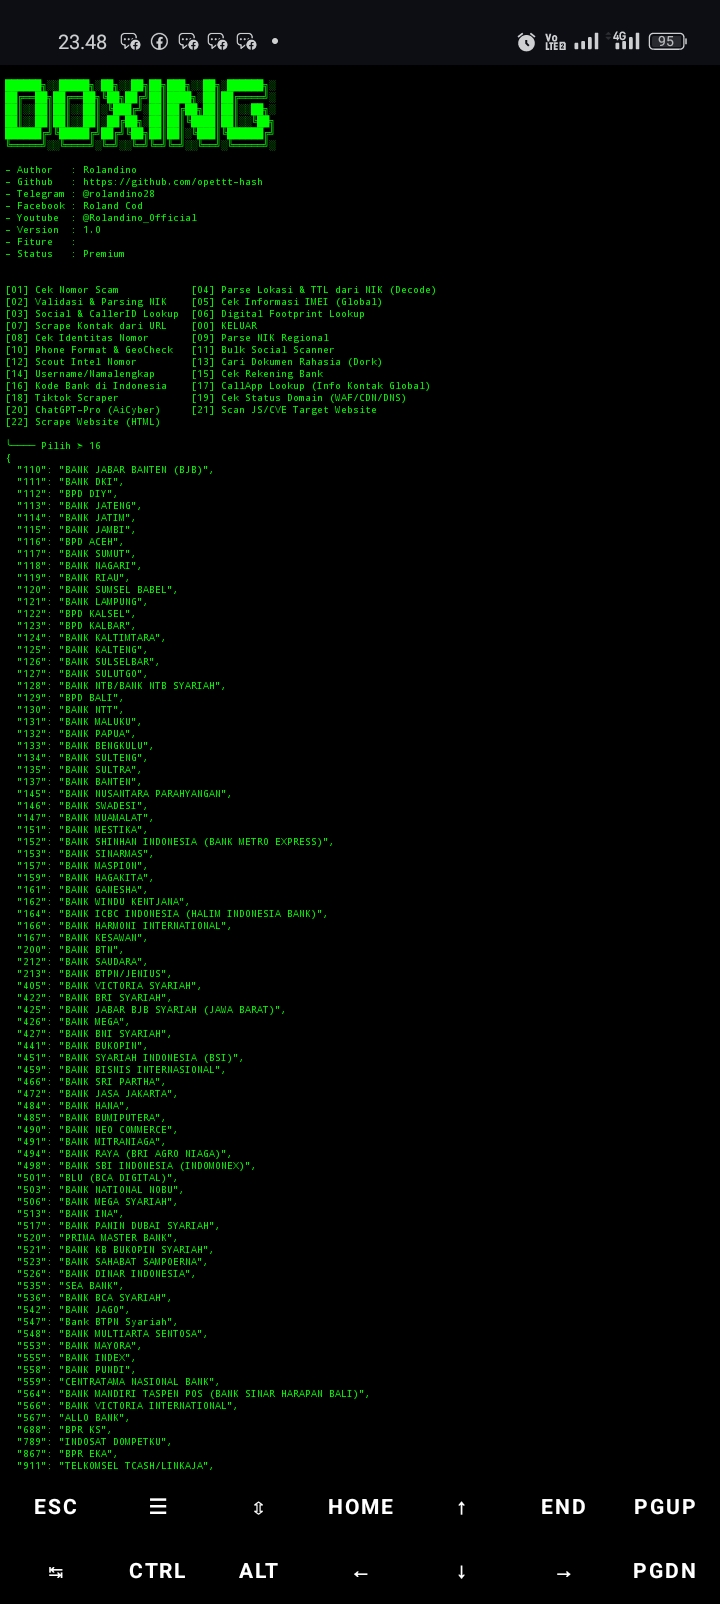 23.48
Vo LTE2
4G
95
DOXING
- Author   : Rolandino
- Github   : https://github.com/opettt-hash
- Telegram : @rolandino28
- Facebook : Roland Cod
- Youtube  : @Rolandino_Official
- Version  : 1.0
- Fiture   :
- Status   : Premium
[01] Cek Nomor Scam            [04] Parse Lokasi & TTL dari NIK (Decode)
[02] Validasi & Parsing NIK    [05] Cek Informasi IMEI (Global)
[03] Social & CallerID Lookup  [06] Digital Footprint Lookup
[07] Scrape Kontak dari URL    [00] KELUAR
[08] Cek Identitas Nomor       [09] Parse NIK Regional
[10] Phone Format & GeoCheck   [11] Bulk Social Scanner
[12] Scout Intel Nomor         [13] Cari Dokumen Rahasia (Dork)
[14] Username/Namalengkap      [15] Cek Rekening Bank
[16] Kode Bank di Indonesia    [17] CallApp Lookup (Info Kontak Global)
[18] Tiktok Scraper            [19] Cek Status Domain (WAF/CDN/DNS)
[20] ChatGPT-Pro (AiCyber)     [21] Scan JS/CVE Target Website
[22] Scrape Website (HTML)
╰──── Pilih ➣ 16
{
"110": "BANK JABAR BANTEN (BJB)",
"111": "BANK DKI",
"112": "BPD DIY",
"113": "BANK JATENG",
"114": "BANK JATIM",
"115": "BANK JAMBI",
"116": "BPD ACEH",
"117": "BANK SUMUT",
"118": "BANK NAGARI",
"119": "BANK RIAU",
"120": "BANK SUMSEL BABEL",
"121": "BANK LAMPUNG",
"122": "BPD KALSEL",
"123": "BPD KALBAR",
"124": "BANK KALTIMTARA",
"125": "BANK KALTENG",
"126": "BANK SULSELBAR",
"127": "BANK SULUTGO",
"128": "BANK NTB/BANK NTB SYARIAH",
"129": "BPD BALI",
"130": "BANK NTT",
"131": "BANK MALUKU",
"132": "BANK PAPUA",
"133": "BANK BENGKULU",
"134": "BANK SULTENG",
"135": "BANK SULTRA",
"137": "BANK BANTEN",
"145": "BANK NUSANTARA PARAHYANGAN",
"146": "BANK SWADESI",
"147": "BANK MUAMALAT",
"151": "BANK MESTIKA",
"152": "BANK SHINHAN INDONESIA (BANK METRO EXPRESS)",
"153": "BANK SINARMAS",
"157": "BANK MASPION",
"159": "BANK HAGAKITA",
"161": "BANK GANESHA",
"162": "BANK WINDU KENTJANA",
"164": "BANK ICBC INDONESIA (HALIM INDONESIA BANK)",
"166": "BANK HARMONI INTERNATIONAL",
"167": "BANK KESAWAN",
"200": "BANK BTN",
"212": "BANK SAUDARA",
"213": "BANK BTPN/JENIUS",
"405": "BANK VICTORIA SYARIAH",
"422": "BANK BRI SYARIAH",
"425": "BANK JABAR BJB SYARIAH (JAWA BARAT)",
"426": "BANK MEGA",
"427": "BANK BNI SYARIAH",
"441": "BANK BUKOPIN",
"451": "BANK SYARIAH INDONESIA (BSI)",
"459": "BANK BISNIS INTERNASIONAL",
"466": "BANK SRI PARTHA",
"472": "BANK JASA JAKARTA",
"484": "BANK HANA",
"485": "BANK BUMIPUTERA",
"490": "BANK NEO COMMERCE",
"491": "BANK MITRANIAGA",
"494": "BANK RAYA (BRI AGRO NIAGA)",
"498": "BANK SBI INDONESIA (INDOMONEX)",
"501": "BLU (BCA DIGITAL)",
"503": "BANK NATIONAL NOBU",
"506": "BANK MEGA SYARIAH",
"513": "BANK INA",
"517": "BANK PANIN DUBAI SYARIAH",
"520": "PRIMA MASTER BANK",
"521": "BANK KB BUKOPIN SYARIAH",
"523": "BANK SAHABAT SAMPOERNA",
"526": "BANK DINAR INDONESIA",
"535": "SEA BANK",
"536": "BANK BCA SYARIAH",
"542": "BANK JAGO",
"547": "Bank BTPN Syariah",
"548": "BANK MULTIARTA SENTOSA",
"553": "BANK MAYORA",
"555": "BANK INDEX",
"558": "BANK PUNDI",
"559": "CENTRATAMA NASIONAL BANK",
"564": "BANK MANDIRI TASPEN POS (BANK SINAR HARAPAN BALI)",
"566": "BANK VICTORIA INTERNATIONAL",
"567": "ALLO BANK",
"688": "BPR KS",
"789": "INDOSAT DOMPETKU",
"867": "BPR EKA",
"911": "TELKOMSEL TCASH/LINKAJA",
ESC ☰ ⇳ HOME ↑ END PGUP
↹ CTRL ALT ← ↓ → PGDN